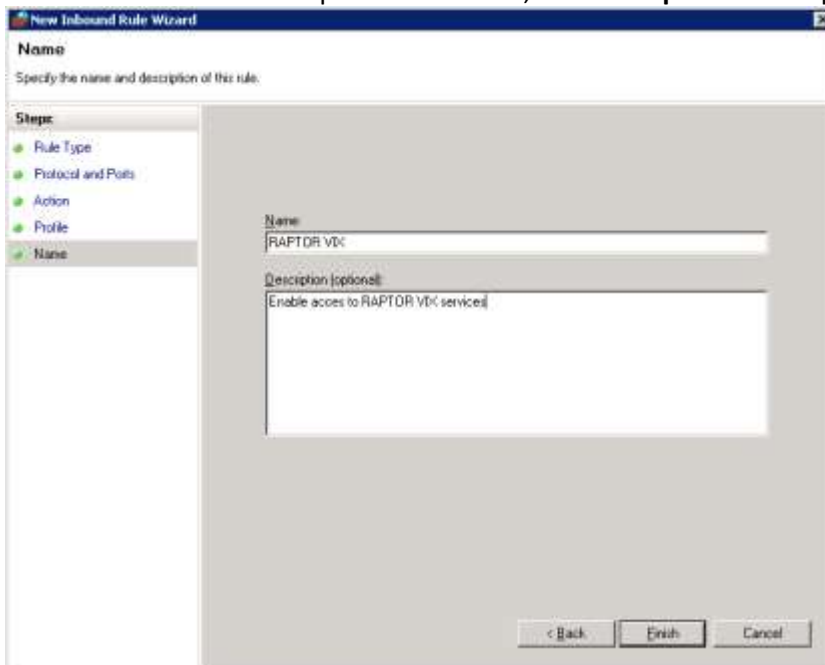 New Inbound Rule Wizard
Name
Specify the name and description of this rule.
Steps:
Rule Type
Protocol and Ports
Action
Profile
Name
Name:
RAPTOR VIX
Description (optional):
Enable acces to RAPTOR VIX services
< Back Finish Cancel